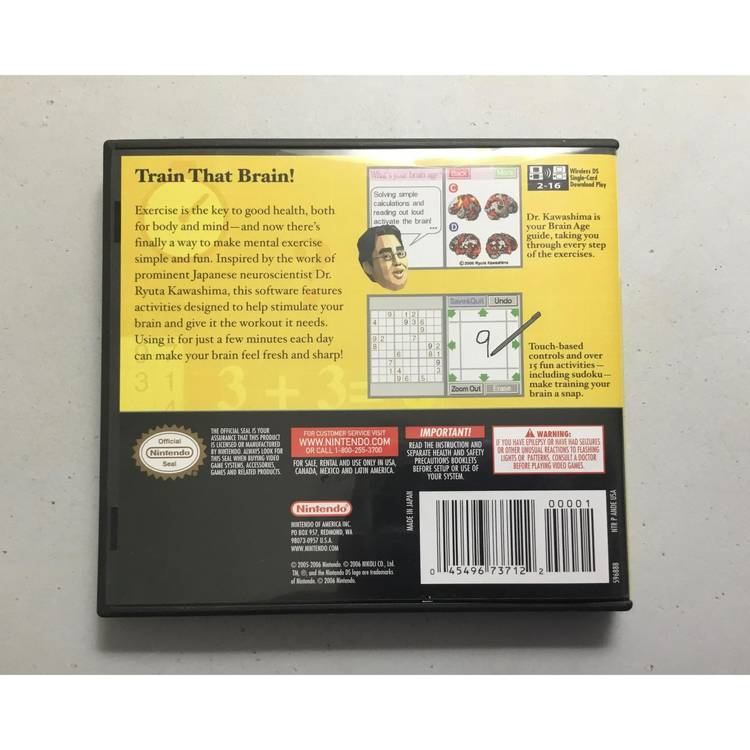 Train That Brain!
Exercise is the key to good health, both
for body and mind—and now there's
finally a way to make mental exercise
simple and fun. Inspired by the work of
prominent Japanese neuroscientist Dr.
Ryuta Kawashima, this software features
activities designed to help stimulate your
brain and give it the workout it needs.
Using it for just a few minutes each day
can make your brain feel fresh and sharp!
What's your brain age
Solving simple
calculations and
reading out loud
activate the brain!
...
Back
More
C
D
©2006 Ryuta Kawashima
2-16
Wireless DS
Single-Card
Download Play
Dr. Kawashima is
your Brain Age
guide, taking you
through every step
of the exercises.
Save&Quit Undo
9
Zoom Out Erase
Touch-based
controls and over
15 fun activities—
including sudoku—
make training your
brain a snap.
3 1
3 + 3 =
Official
Nintendo
Seal
THE OFFICIAL SEAL IS YOUR
ASSURANCE THAT THIS PRODUCT
IS LICENSED OR MANUFACTURED
BY NINTENDO. ALWAYS LOOK FOR
THIS SEAL WHEN BUYING VIDEO
GAME SYSTEMS, ACCESSORIES,
GAMES AND RELATED PRODUCTS.
FOR CUSTOMER SERVICE VISIT
WWW.NINTENDO.COM
OR CALL 1-800-255-3700
FOR SALE, RENTAL AND USE ONLY IN USA,
CANADA, MEXICO AND LATIN AMERICA.
IMPORTANT!
READ THE INSTRUCTION AND
SEPARATE HEALTH AND SAFETY
PRECAUTIONS BOOKLETS
BEFORE SETUP OR USE OF
YOUR SYSTEM.
WARNING:
IF YOU HAVE EPILEPSY OR HAVE HAD SEIZURES
OR OTHER UNUSUAL REACTIONS TO FLASHING
LIGHTS OR PATTERNS, CONSULT A DOCTOR
BEFORE PLAYING VIDEO GAMES.
Nintendo
NINTENDO OF AMERICA INC.
PO BOX 957, REDMOND, WA
98073-0957 U.S.A.
WWW.NINTENDO.COM
© 2005-2006 Nintendo. © 2006 NIKOLI CO., Ltd.
TM, ®, and the Nintendo DS logo are trademarks
of Nintendo. © 2006 Nintendo.
MADE IN JAPAN
00001
0 45496 73712 2
NTR P ANDE USA
59688B